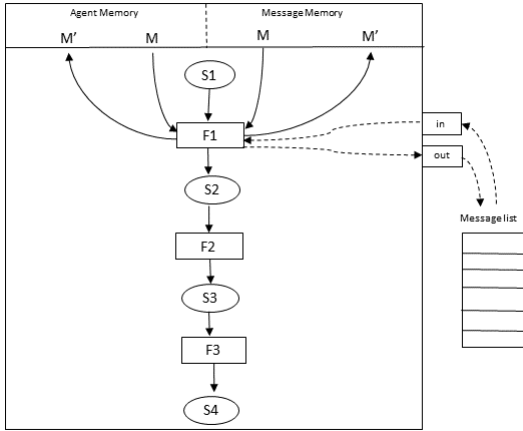 Agent Memory Message Memory
M' M M M'
S1
F1
in
out
S2
Message list
F2
S3
F3
S4